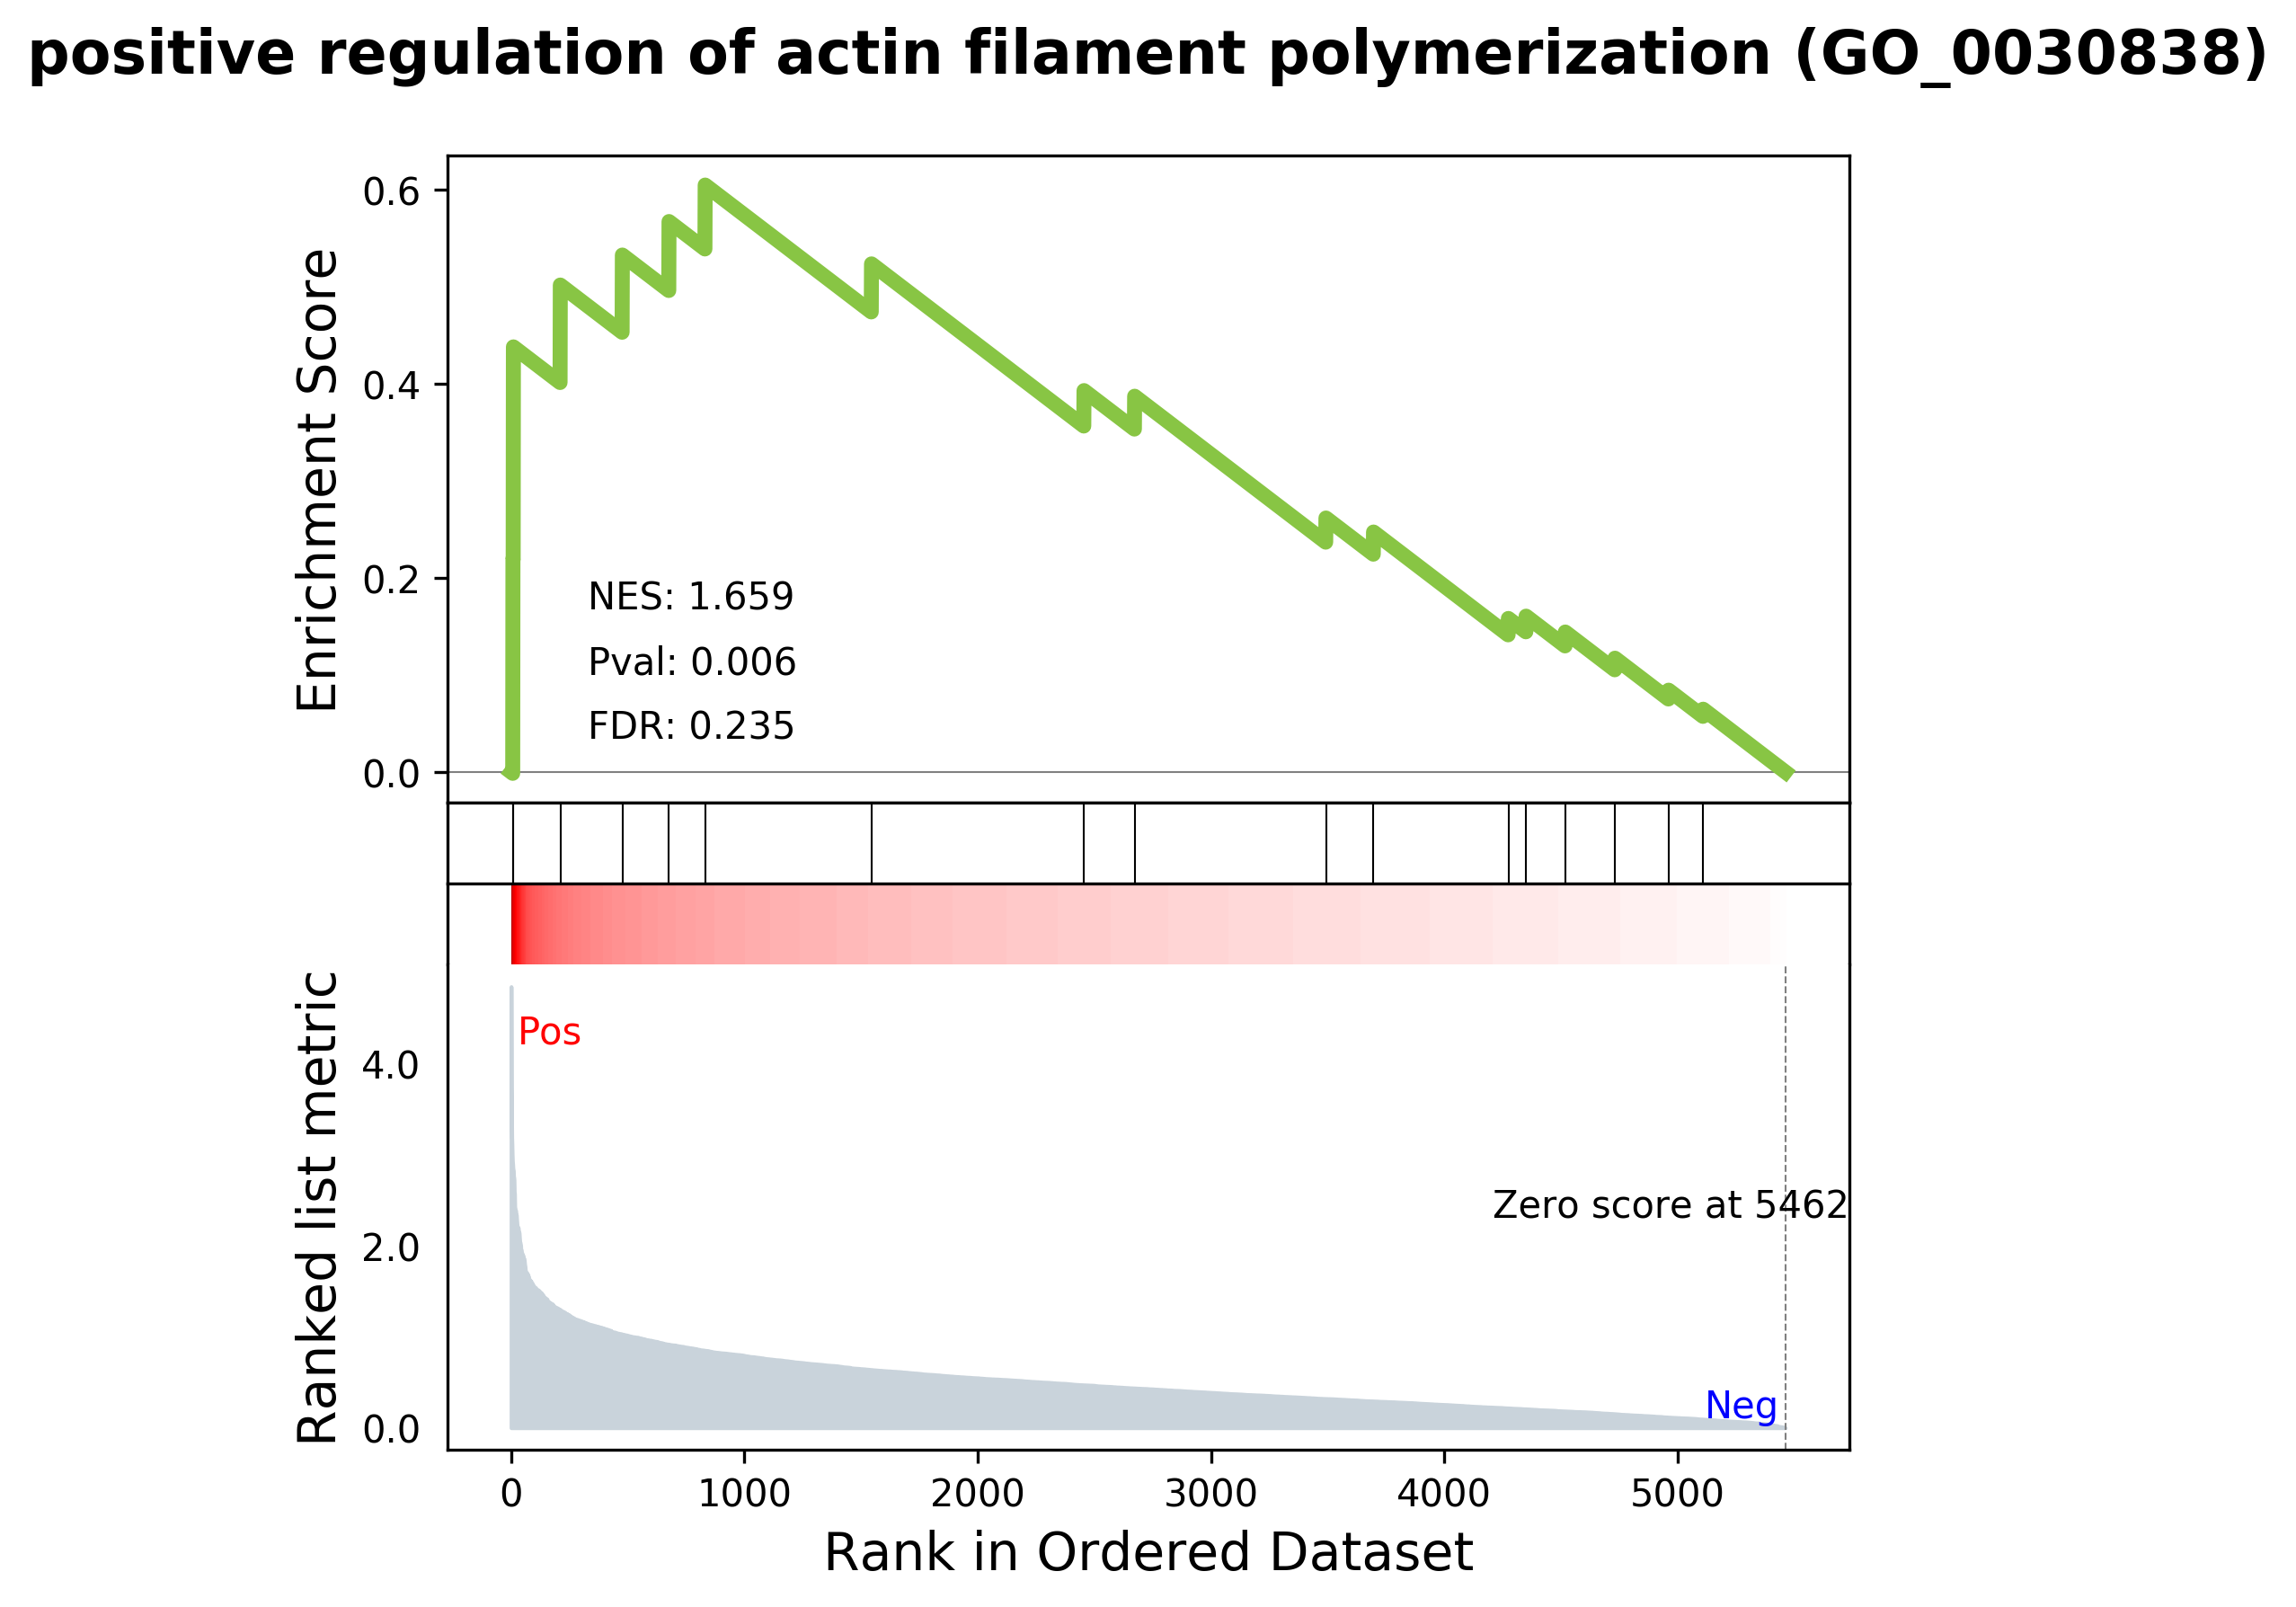 positive regulation of actin filament polymerization (GO_0030838)
Enrichment Score
0.6
0.4
0.2
0.0
NES: 1.659
Pval: 0.006
FDR: 0.235
Ranked list metric
4.0
2.0
0.0
Pos
Zero score at 5462
Neg
0 1000 2000 3000 4000 5000
Rank in Ordered Dataset